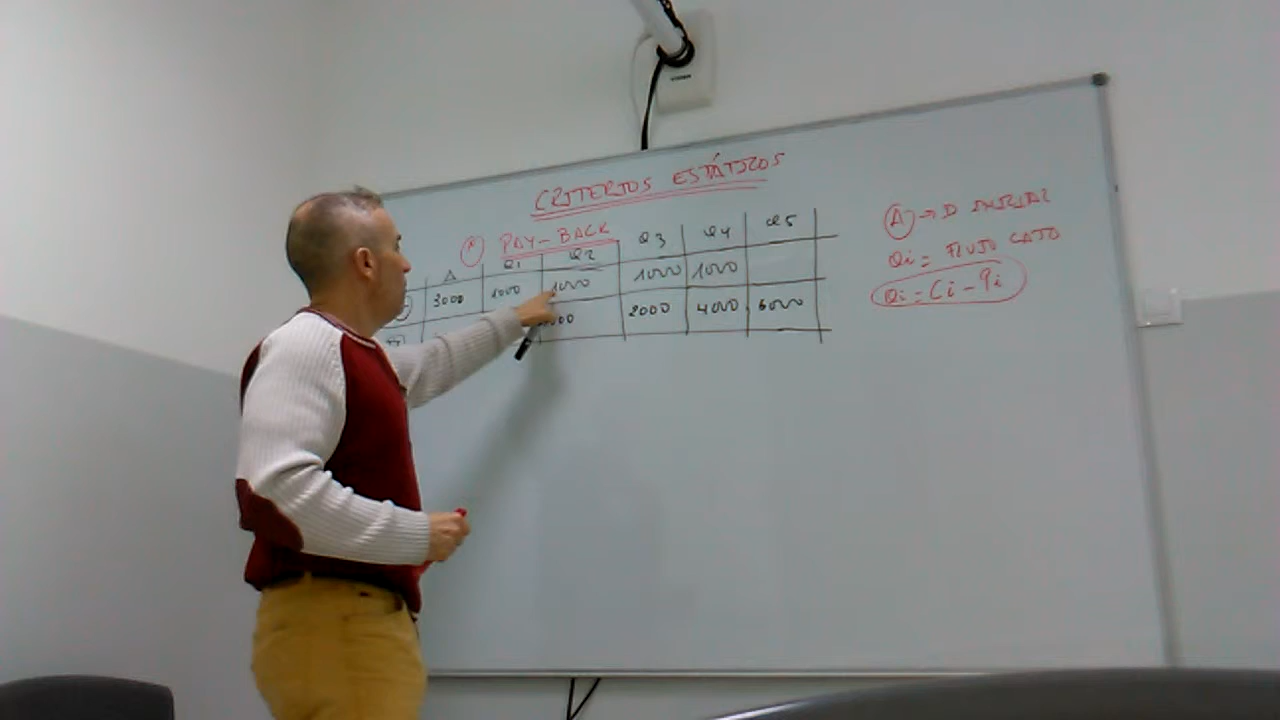 CRITERIOS ESTÁTICOS
PAY-BACK
A Q1 Q2 Q3 Q4 Q5
3000 1000 1000 1000 1000
2000 4000 6000
A → D INICIAL
Qi = FLUJO CAJA
Qi = Ci - Pi